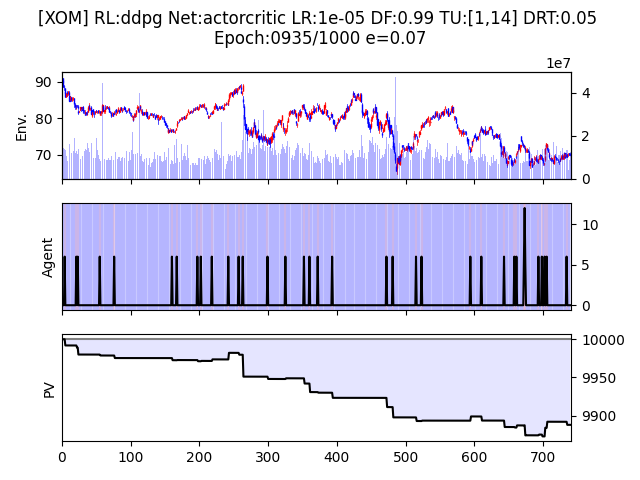 [XOM] RL:ddpg Net:actorcritic LR:1e-05 DF:0.99 TU:[1,14] DRT:0.05
Epoch:0935/1000 e=0.07
1e7
Env.
90
80
70
4
2
0
Agent
10
5
0
PV
10000
9950
9900
0 100 200 300 400 500 600 700